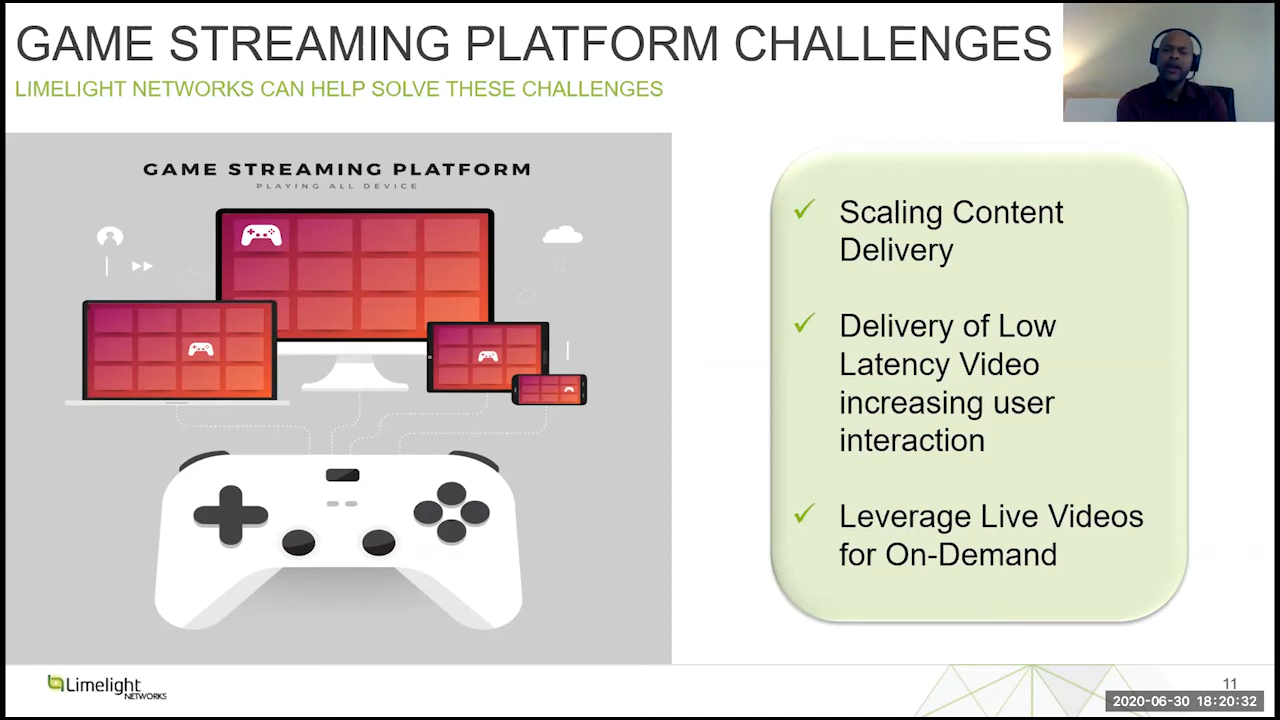 GAME STREAMING PLATFORM CHALLENGES
LIMELIGHT NETWORKS CAN HELP SOLVE THESE CHALLENGES
GAME STREAMING PLATFORM
PLAYING ALL DEVICE
✓ Scaling Content
Delivery
✓ Delivery of Low
Latency Video
increasing user
interaction
✓ Leverage Live Videos
for On-Demand
Limelight
NETWORKS
11
2020-06-30 18:20:32